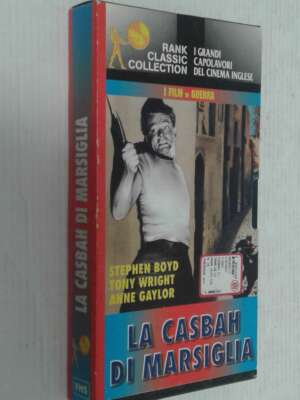 RANK
CLASSIC
COLLECTION
I GRANDI
CAPOLAVORI
DEL CINEMA INGLESE
I FILM DI GUERRA
STEPHEN BOYD
TONY WRIGHT
ANNE GAYLOR
LA CASBAH
DI MARSIGLIA
LA CASBAH DI MARSIGLIA
VHS